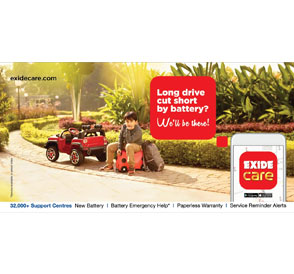 exidecare.com
Long drive
cut short
by battery?
We'll be there!
EXIDE
care
32,000+ Support Centres New Battery | Battery Emergency Help* | Paperless Warranty | Service Reminder Alerts